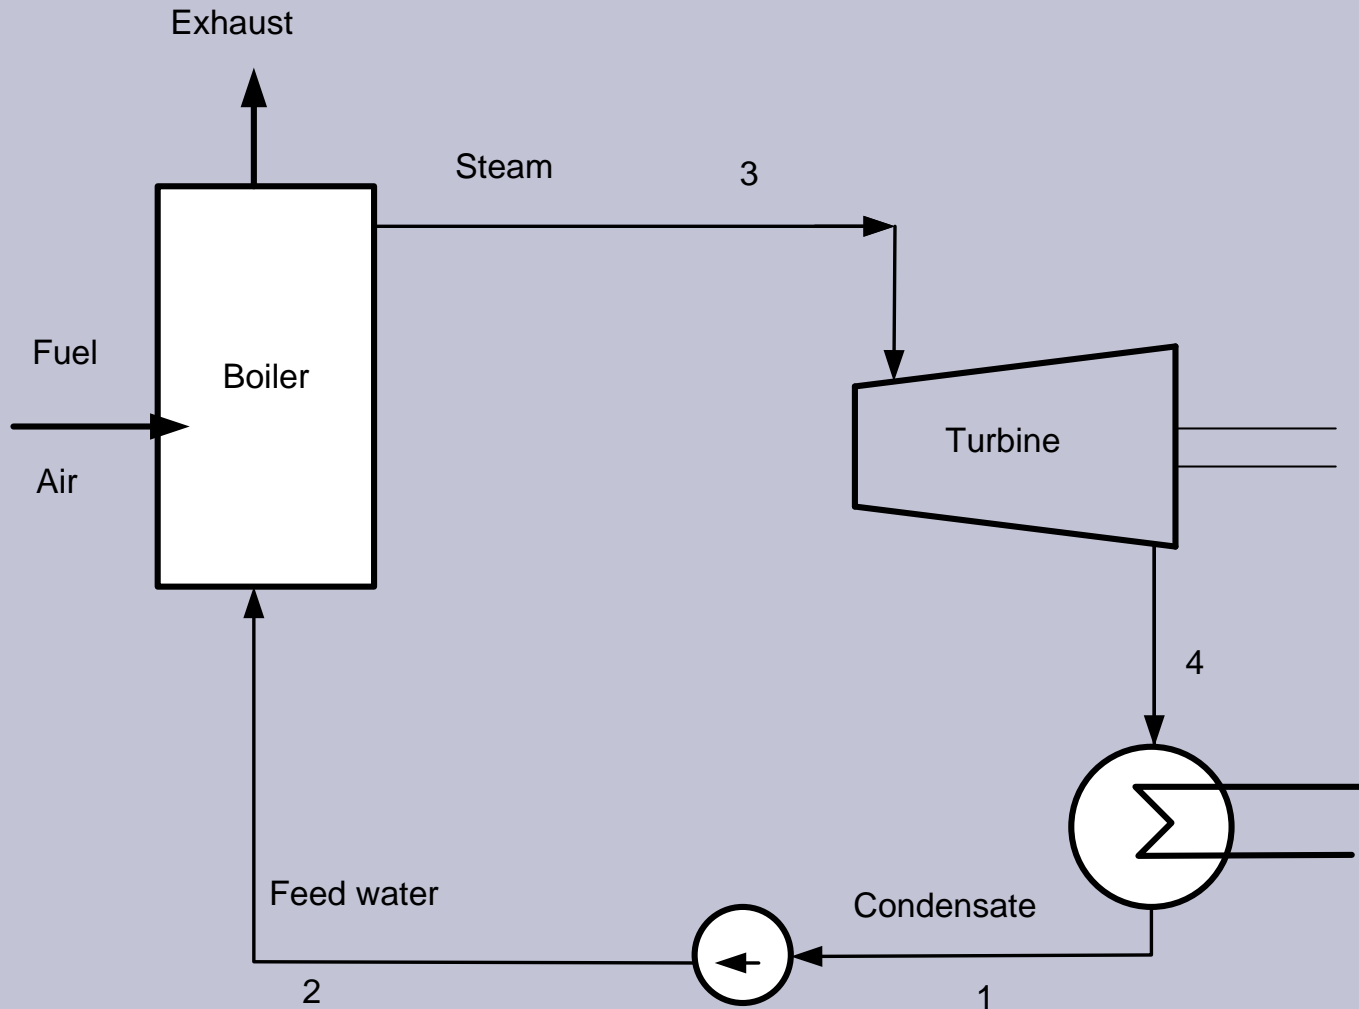 Exhaust
Steam
3
Fuel
Boiler
Air
Turbine
4
Feed water
Condensate
2
1